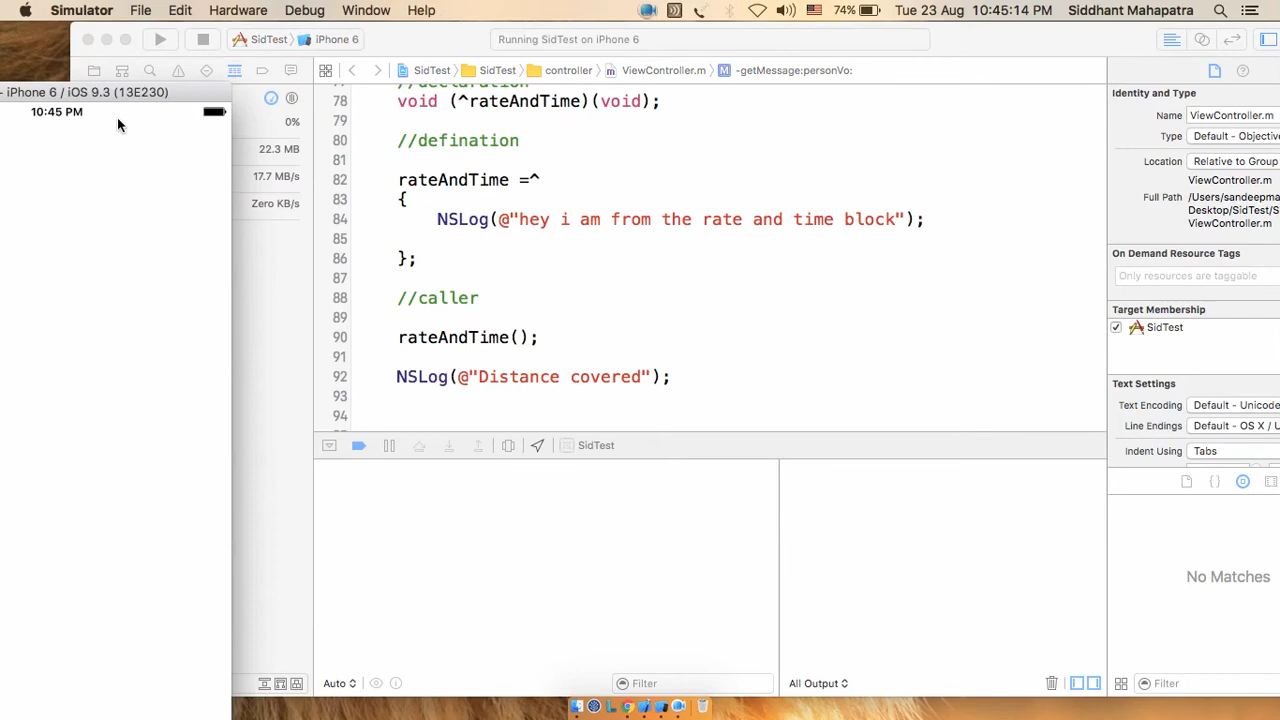 Simulator File Edit Hardware Debug Window Help 74% Tue 23 Aug 10:45:14 PM Siddhant Mahapatra
SidTest iPhone 6 Running SidTest on iPhone 6
SidTest SidTest controller ViewController.m -getMessage:personVo:
- iPhone 6 / iOS 9.3 (13E230)
10:45 PM
0%
22.3 MB
17.7 MB/s
Zero KB/s
77 //declaration
78 void (^rateAndTime)(void);
79
80 //defination
81
82 rateAndTime =^
83 {
84 NSLog(@"hey i am from the rate and time block");
85
86 };
87
88 //caller
89
90 rateAndTime();
91
92 NSLog(@"Distance covered");
93
94
SidTest
Auto Filter All Output
Identity and Type
Name ViewController.m
Type Default - Objective
Location Relative to Group
ViewController.m
Full Path /Users/sandeepma
Desktop/SidTest/S
ViewController.m
On Demand Resource Tags
Only resources are taggable
Target Membership
SidTest
Text Settings
Text Encoding Default - Unicode
Line Endings Default - OS X / U
Indent Using Tabs
No Matches
Filter